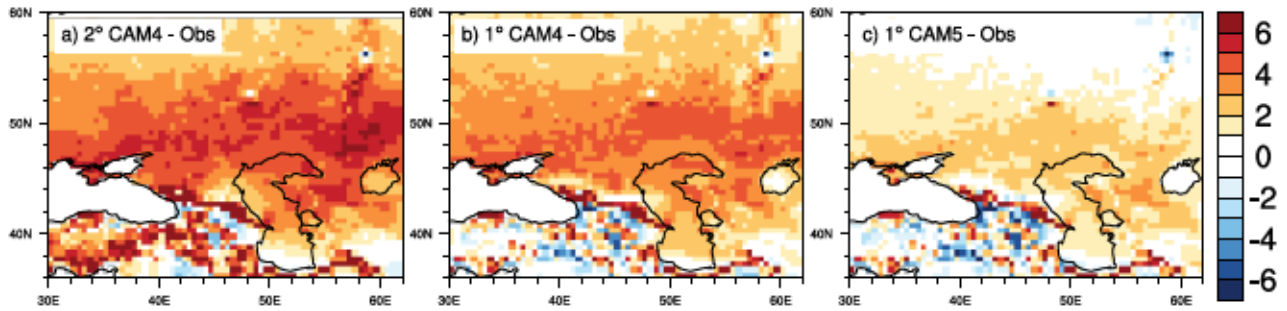 60N
50N
40N
a) 2° CAM4 - Obs
b) 1° CAM4 - Obs
c) 1° CAM5 - Obs
60N
50N
40N
60N
50N
40N
6
4
2
0
-2
-4
-6
30E 40E 50E 60E
30E 40E 50E 60E
30E 40E 50E 60E